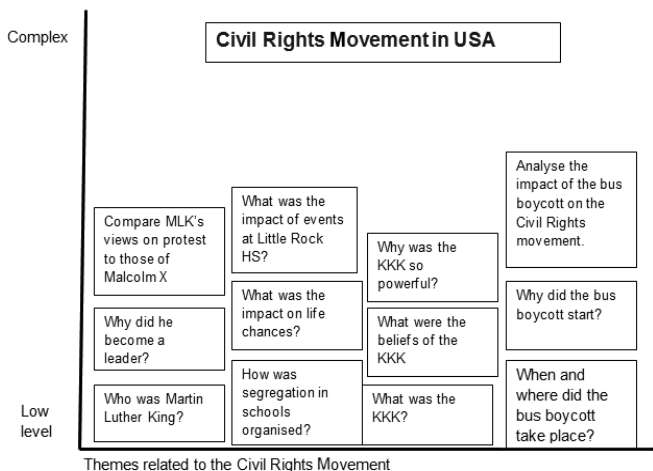 Complex
Civil Rights Movement in USA
Compare MLK's
views on protest
to those of
Malcolm X
Why did he
become a
leader?
Who was Martin
Luther King?
What was the
impact of events
at Little Rock
HS?
What was the
impact on life
chances?
How was
segregation in
schools
organised?
Why was the
KKK so
powerful?
What were the
beliefs of the
KKK
What was the
KKK?
Analyse the
impact of the bus
boycott on the
Civil Rights
movement.
Why did the bus
boycott start?
When and
where did the
bus boycott
take place?
Low
level
Themes related to the Civil Rights Movement